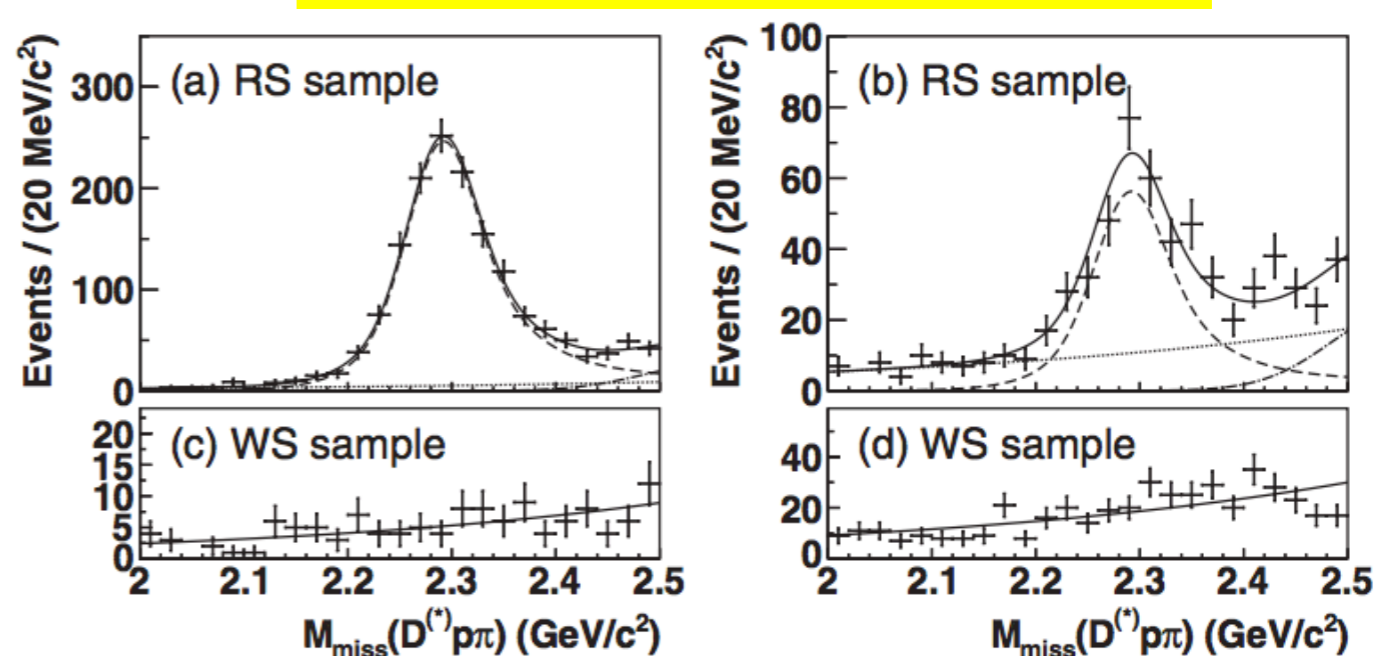 Events / (20 MeV/c²)
300
200
100
0
(a) RS sample
Events / (20 MeV/c²)
100
80
60
40
20
0
(b) RS sample
20
15
10
5
0
(c) WS sample
40
20
0
(d) WS sample
2 2.1 2.2 2.3 2.4 2.5
M_miss(D^(*)pπ) (GeV/c²)
2 2.1 2.2 2.3 2.4 2.5
M_miss(D^(*)pπ) (GeV/c²)